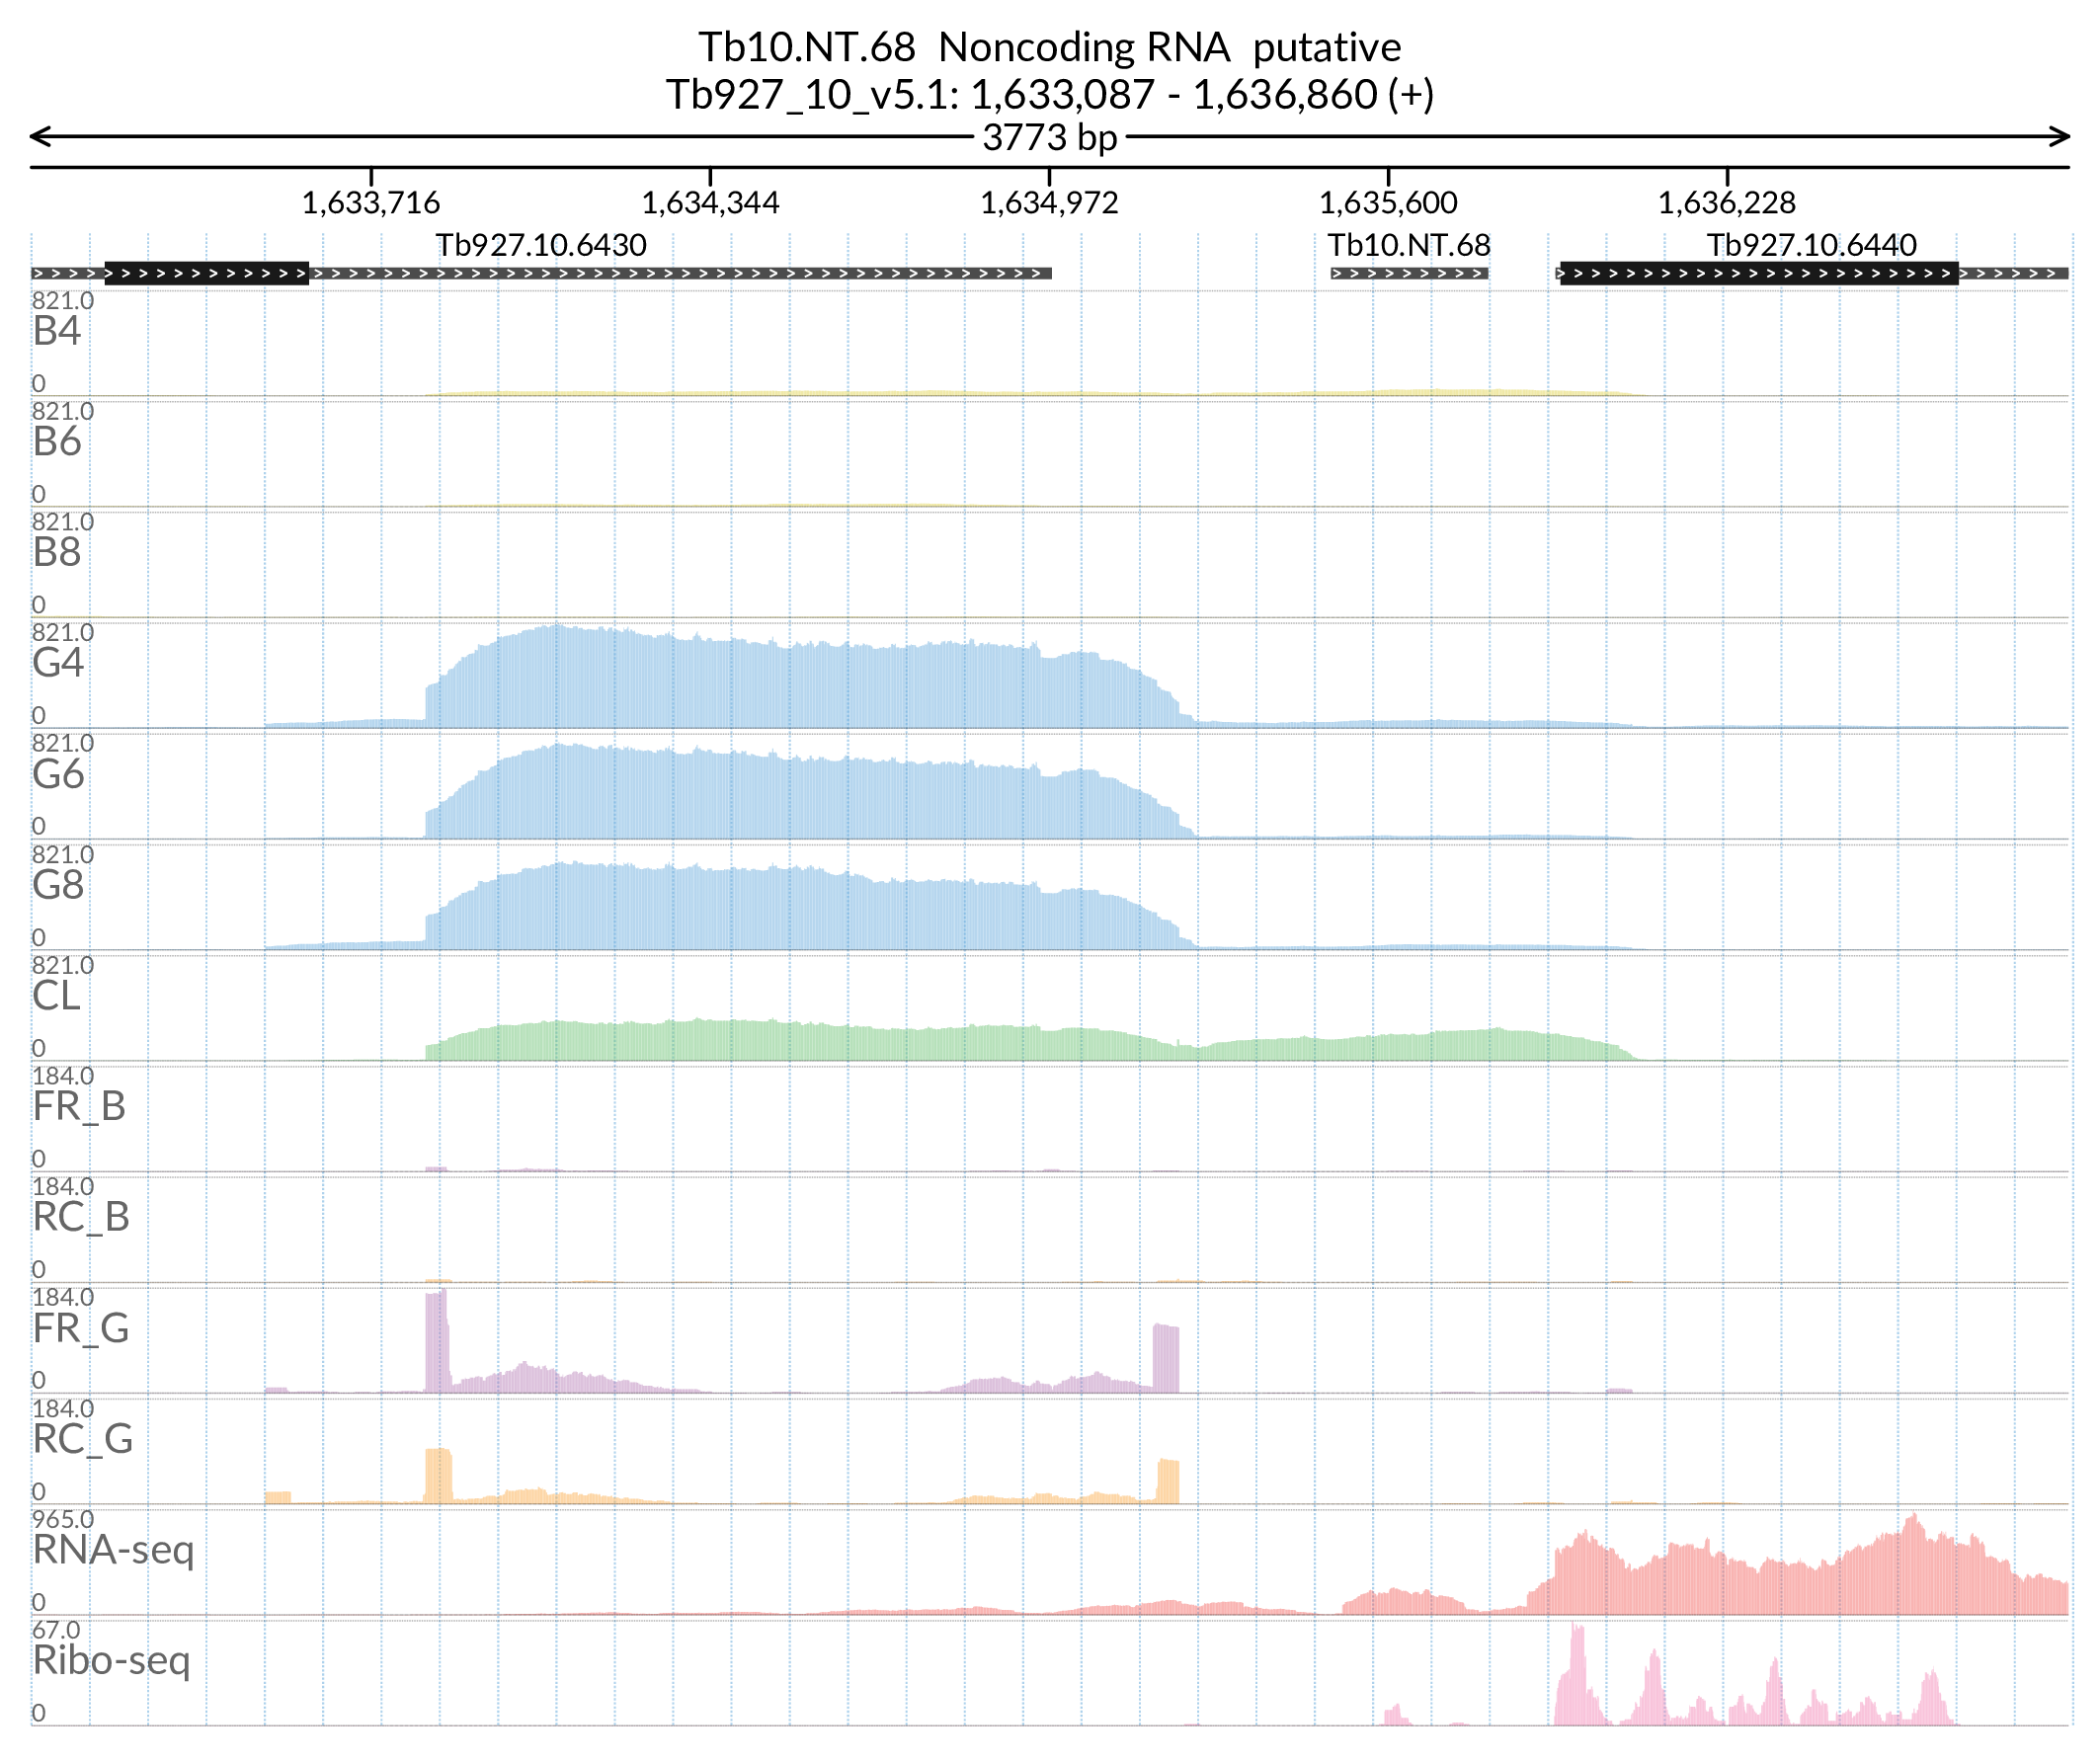 Tb10.NT.68  Noncoding RNA  putative
Tb927_10_v5.1: 1,633,087 - 1,636,860 (+)
3773 bp
1,633,716 1,634,344 1,634,972 1,635,600 1,636,228
Tb927.10.6430 Tb10.NT.68 Tb927.10.6440
821.0
B4
0
821.0
B6
0
821.0
B8
0
821.0
G4
0
821.0
G6
0
821.0
G8
0
821.0
CL
0
184.0
FR_B
0
184.0
RC_B
0
184.0
FR_G
0
184.0
RC_G
0
965.0
RNA-seq
0
67.0
Ribo-seq
0